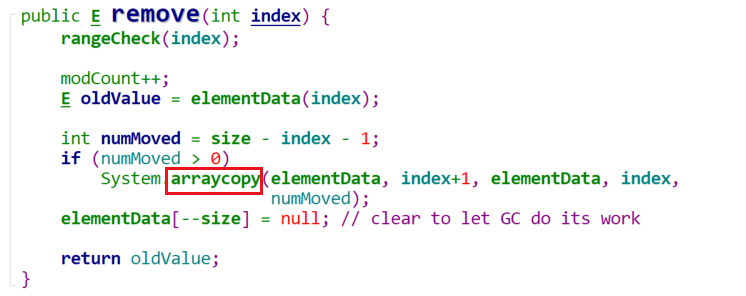 public E remove(int index) {
rangeCheck(index);
modCount++;
E oldValue = elementData(index);
int numMoved = size - index - 1;
if (numMoved > 0)
System.arraycopy(elementData, index+1, elementData, index,
numMoved);
elementData[--size] = null; // clear to let GC do its work
return oldValue;
}